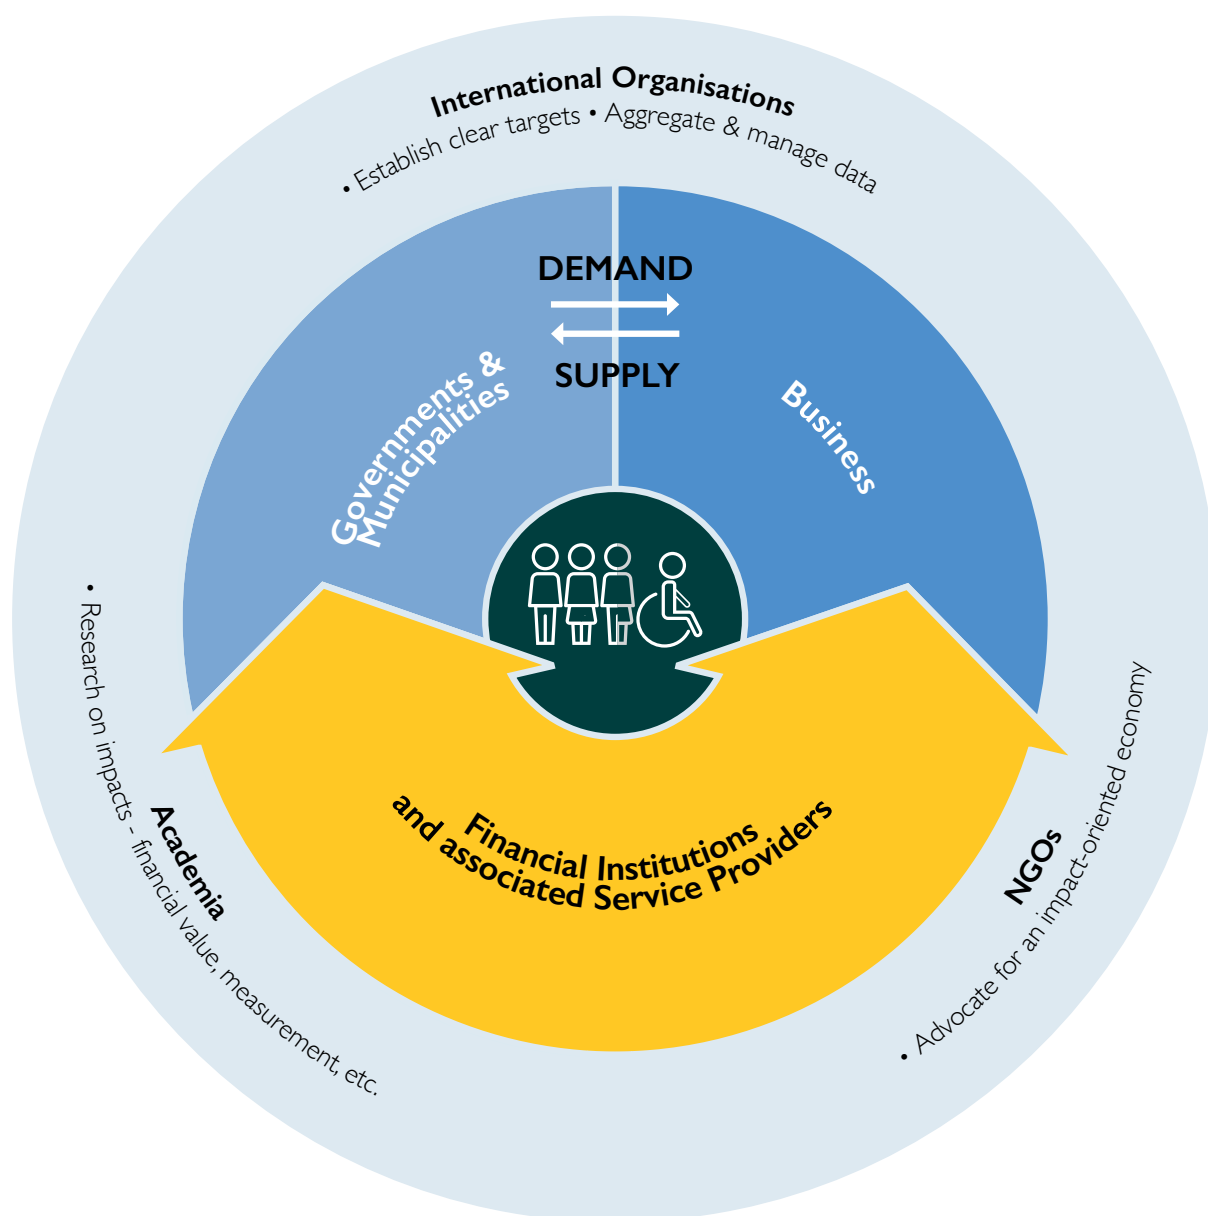 International Organisations
• Establish clear targets • Aggregate & manage data
DEMAND
SUPPLY
Governments &
Municipalities
Business
Financial Institutions
and associated Service Providers
Academia
• Research on impacts - financial value, measurement, etc.
NGOs
• Advocate for an impact-oriented economy